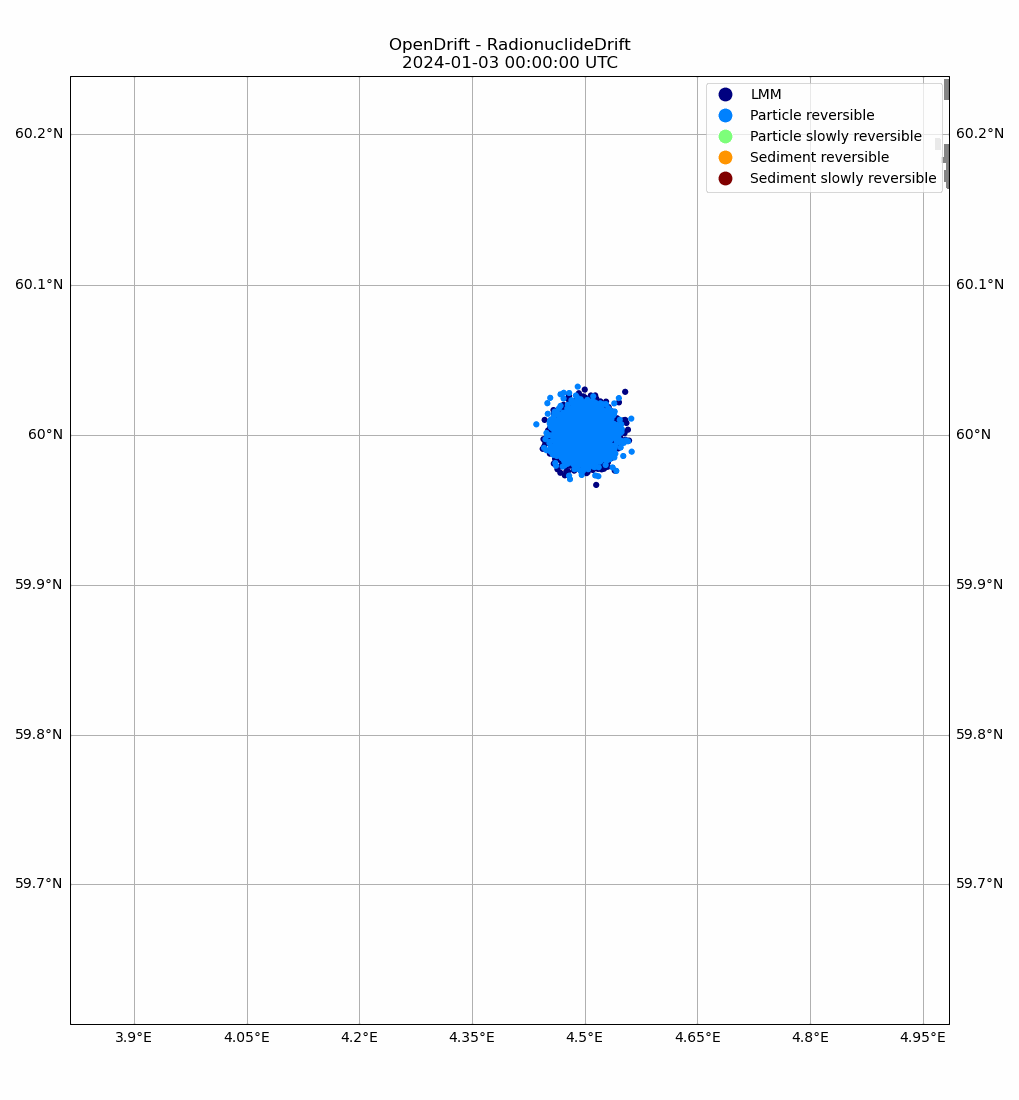 OpenDrift - RadionuclideDrift
2024-01-03 00:00:00 UTC
LMM
Particle reversible
Particle slowly reversible
Sediment reversible
Sediment slowly reversible
60.2°N 60.2°N
60.1°N 60.1°N
60°N 60°N
59.9°N 59.9°N
59.8°N 59.8°N
59.7°N 59.7°N
3.9°E 4.05°E 4.2°E 4.35°E 4.5°E 4.65°E 4.8°E 4.95°E